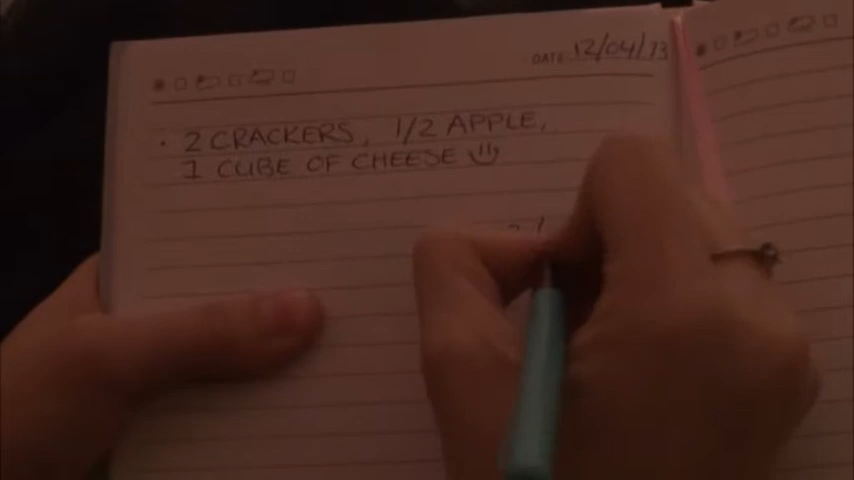 DATE 12/04/13
• 2 CRACKERS, 1/2 APPLE,
1 CUBE OF CHEESE